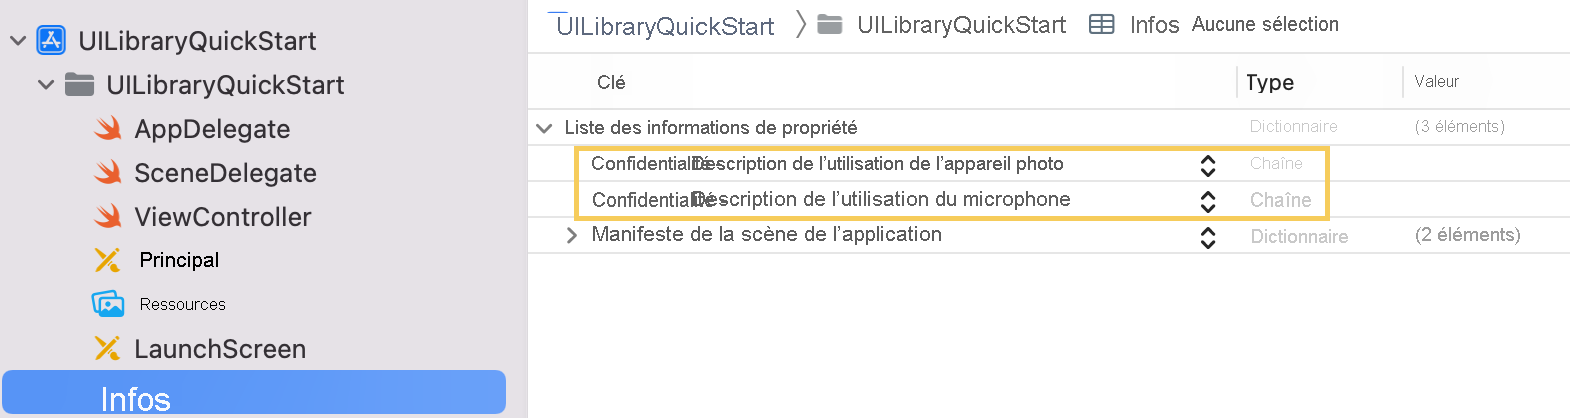 UILibraryQuickStart
UILibraryQuickStart
AppDelegate
SceneDelegate
ViewController
Principal
Ressources
LaunchScreen
Infos
UILibraryQuickStart UILibraryQuickStart Infos Aucune sélection
Clé Type Valeur
Liste des informations de propriété Dictionnaire (3 éléments)
Confidentialité - Description de l’utilisation de l’appareil photo Chaîne
Confidentialité - Description de l’utilisation du microphone Chaîne
Manifeste de la scène de l’application Dictionnaire (2 éléments)